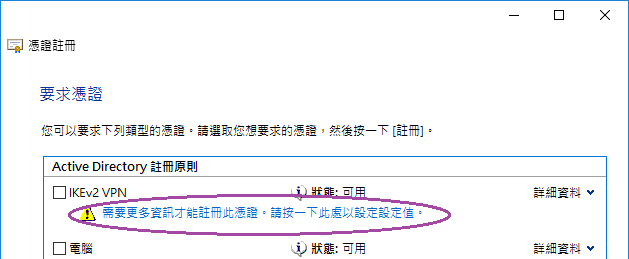 憑證註冊
要求憑證
您可以要求下列類型的憑證。請選取您想要求的憑證，然後按一下 [註冊]。
Active Directory 註冊原則
IKEv2 VPN 狀態: 可用 詳細資料
需要更多資訊才能註冊此憑證。請按一下此處以設定設定值。
電腦 狀態: 可用 詳細資料